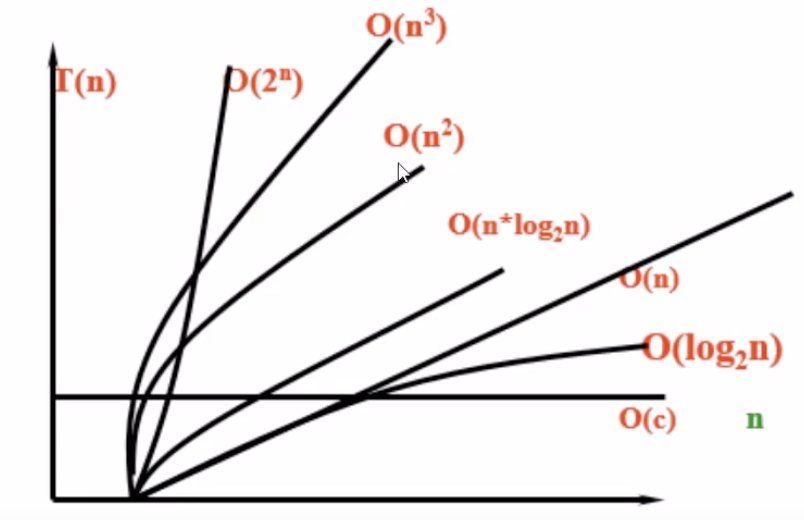 O(n³)
T(n)
O(2ⁿ)
O(n²)
O(n*log₂n)
O(n)
O(log₂n)
O(c)
n